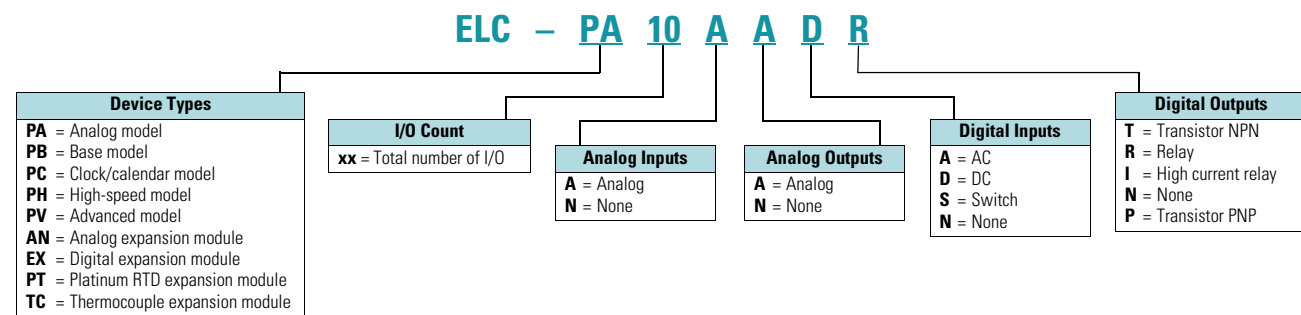 ELC – PA 10 A A D R
Device Types
PA = Analog model
PB = Base model
PC = Clock/calendar model
PH = High-speed model
PV = Advanced model
AN = Analog expansion module
EX = Digital expansion module
PT = Platinum RTD expansion module
TC = Thermocouple expansion module
I/O Count
xx = Total number of I/O
Analog Inputs
A = Analog
N = None
Analog Outputs
A = Analog
N = None
Digital Inputs
A = AC
D = DC
S = Switch
N = None
Digital Outputs
T = Transistor NPN
R = Relay
I = High current relay
N = None
P = Transistor PNP